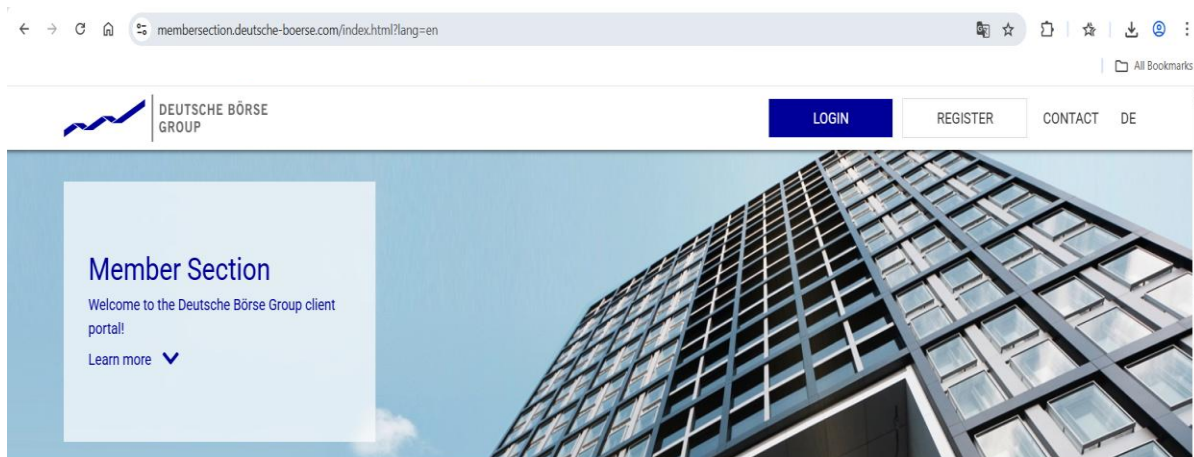 membersection.deutsche-boerse.com/index.html?lang=en
All Bookmarks
DEUTSCHE BÖRSE
GROUP
LOGIN
REGISTER
CONTACT
DE
Member Section
Welcome to the Deutsche Börse Group client
portal!
Learn more